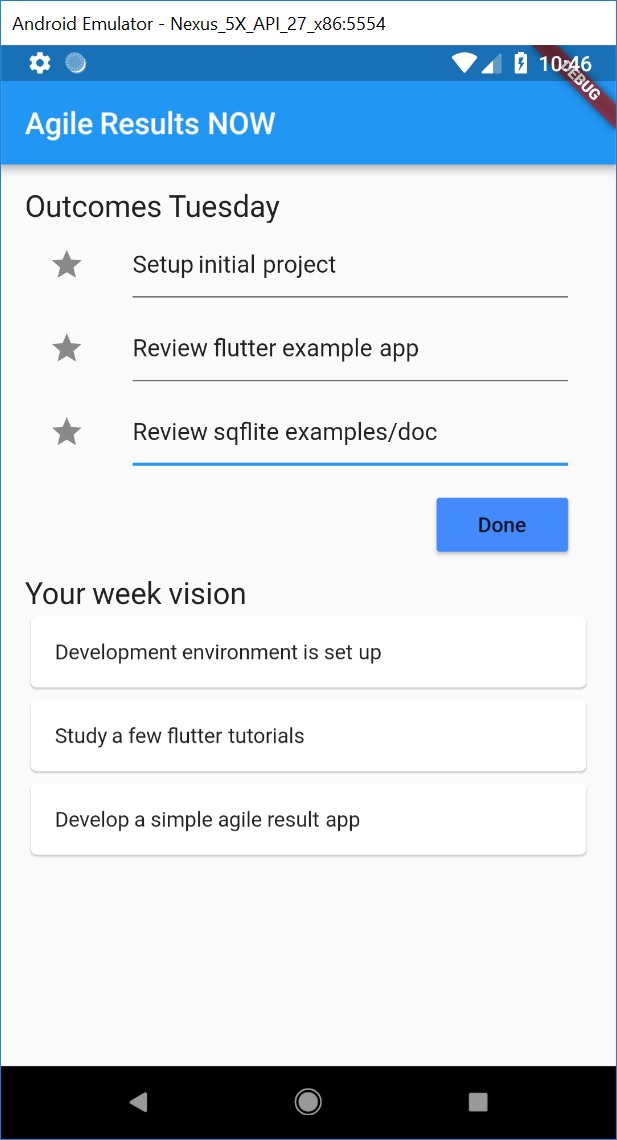 Android Emulator - Nexus_5X_API_27_x86:5554
10:46
DEBUG
Agile Results NOW
Outcomes Tuesday
Setup initial project
Review flutter example app
Review sqflite examples/doc
Done
Your week vision
Development environment is set up
Study a few flutter tutorials
Develop a simple agile result app